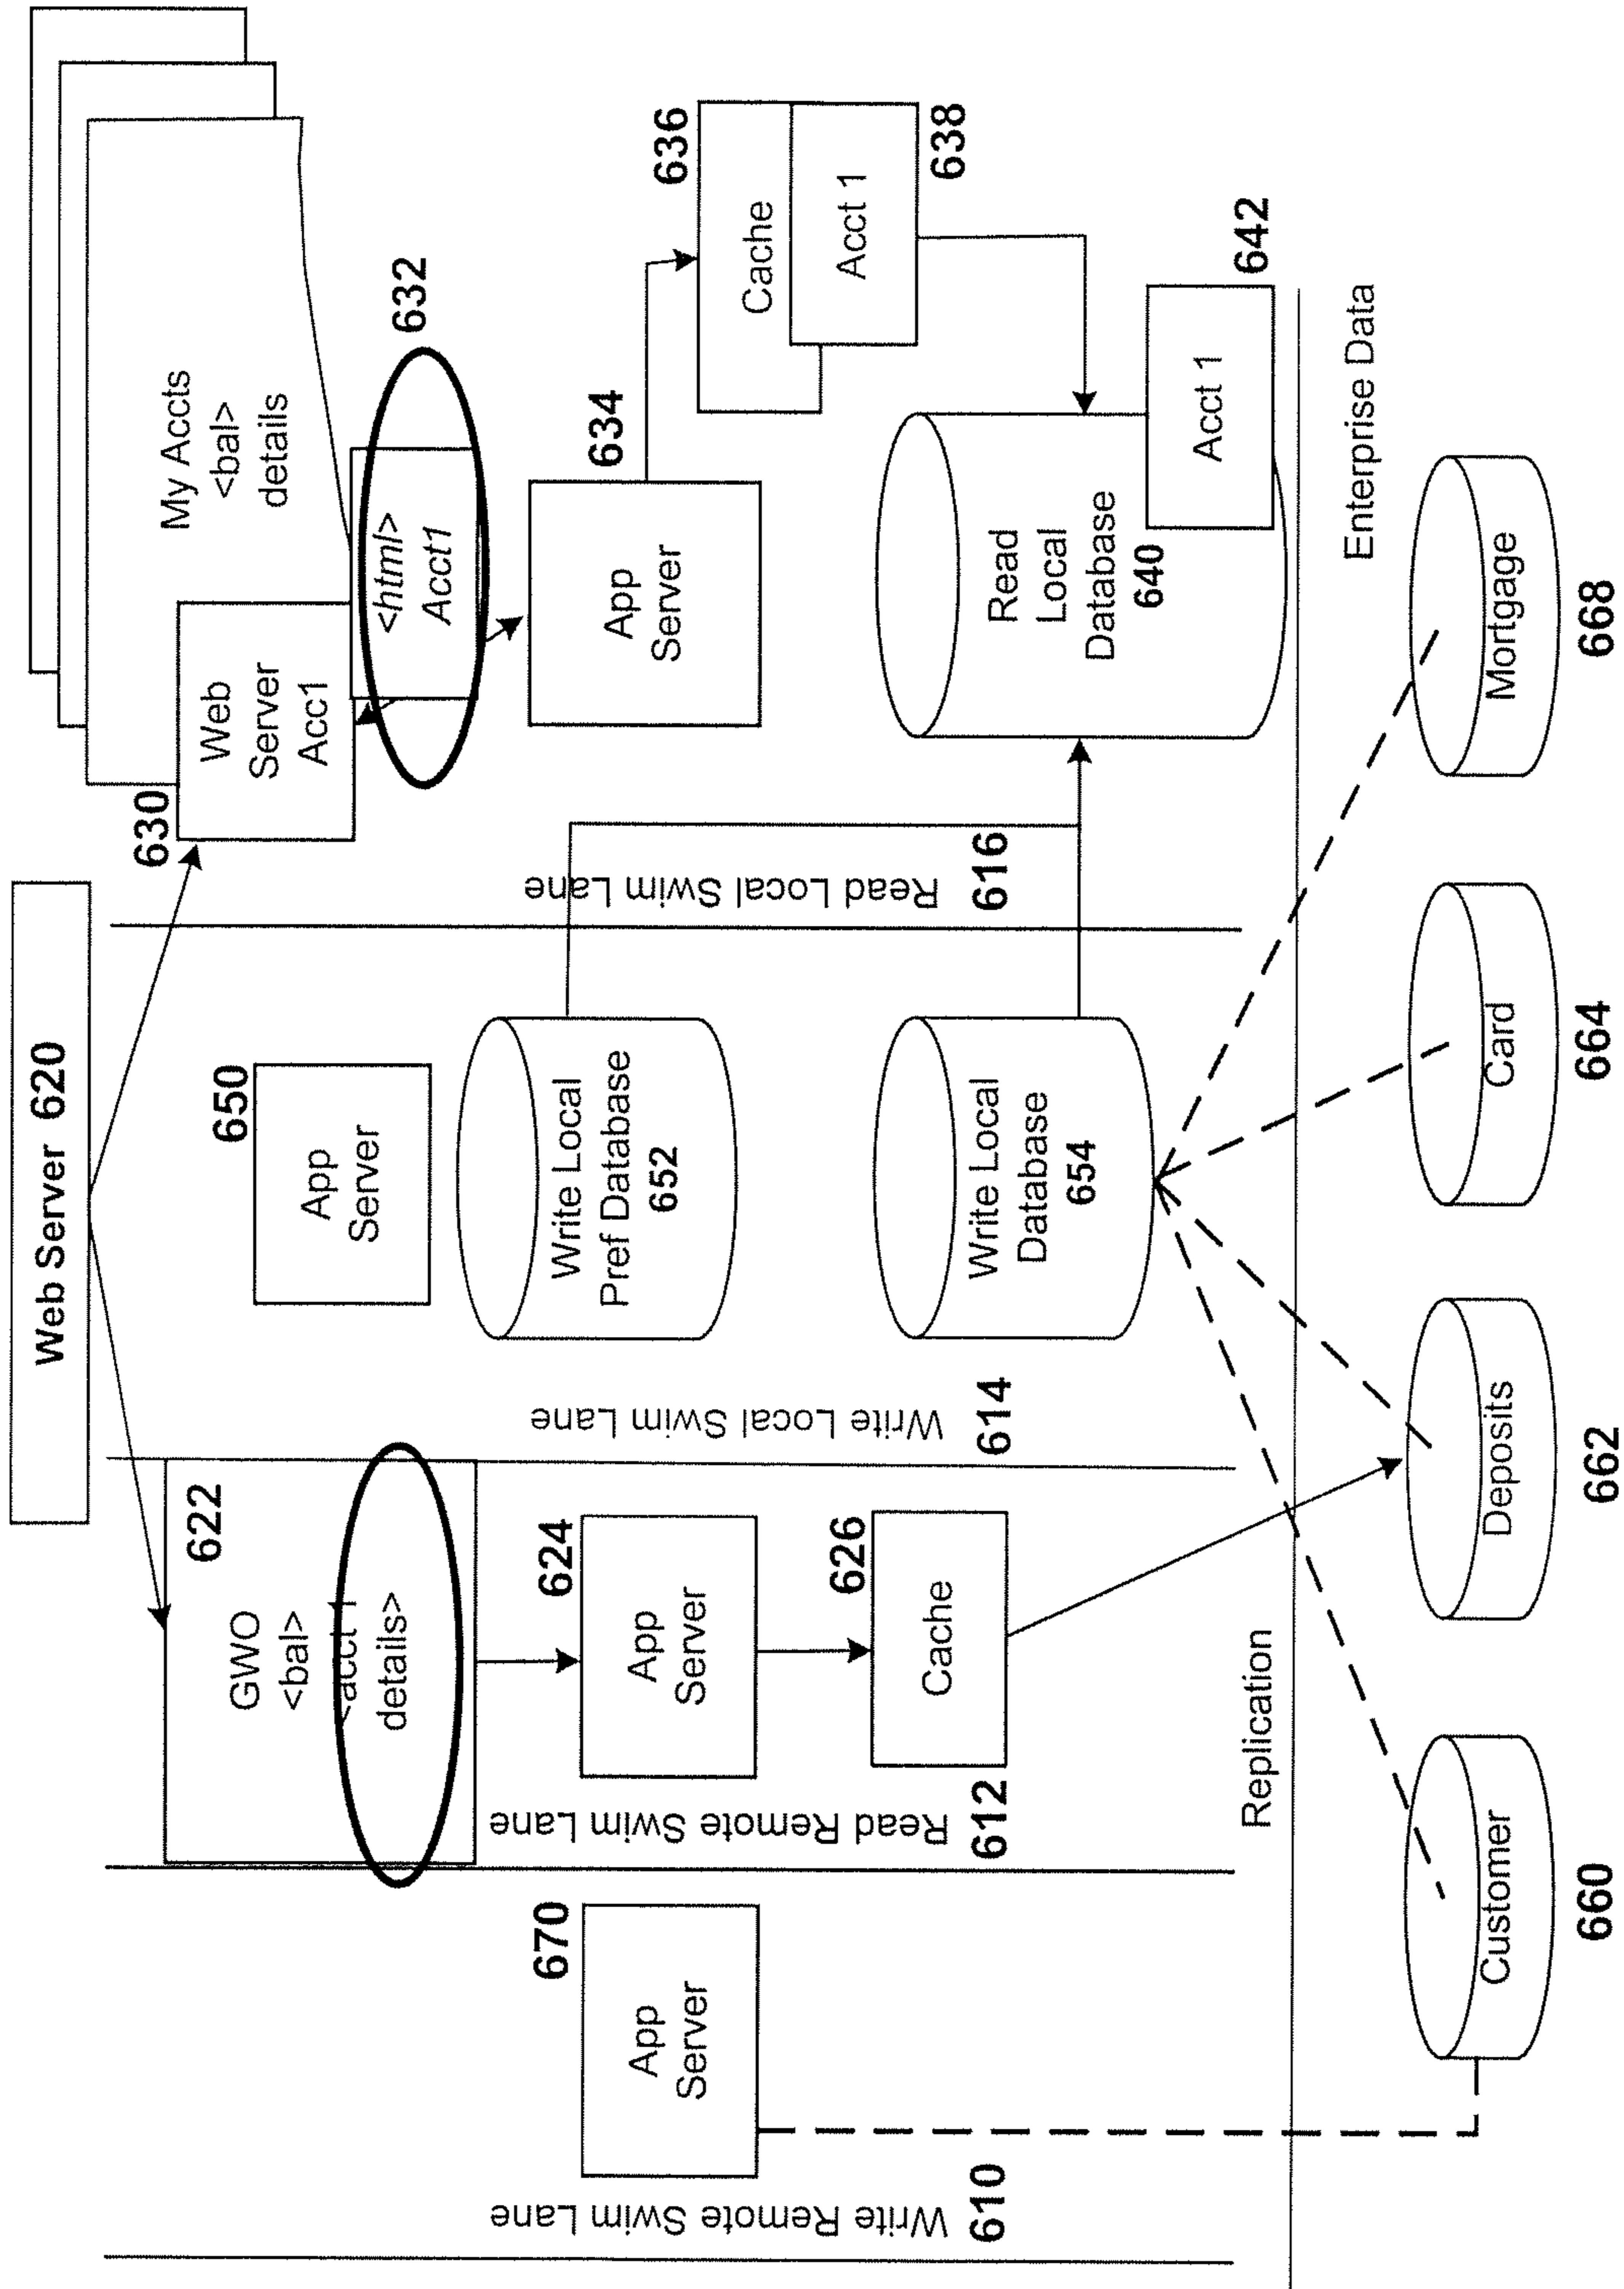 Web Server 620
My Accts
<bal>
details
630
Web
Server
Acc1
<html>
Acct1
632
622
GWO
<bal>
<acct 1
details>
650
App
Server
634
App
Server
636
Cache
Acct 1
638
670
App
Server
624
App
Server
626
Cache
Write Local
Pref Database
652
Write Local
Database
654
Read
Local
Database
640
Acct 1
642
Write Remote Swim Lane
610
Read Remote Swim Lane
612
Write Local Swim Lane
614
Read Local Swim Lane
616
Replication
Enterprise Data
Customer
660
Deposits
662
Card
664
Mortgage
668